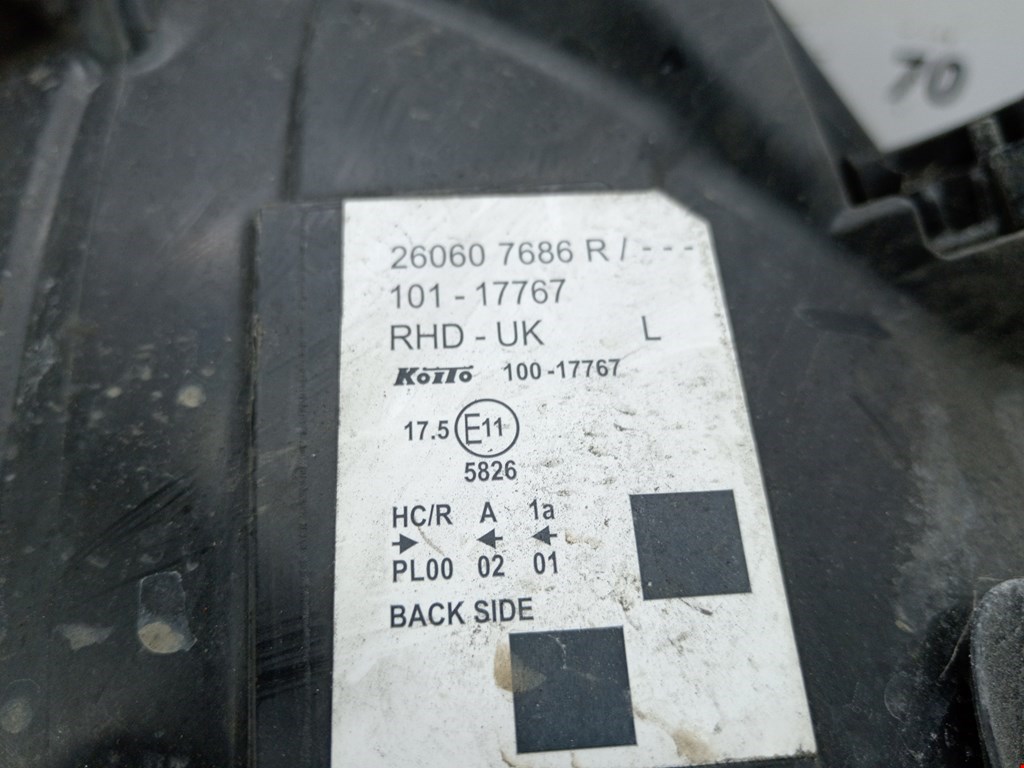 70
26060 7686 R / - - -
101 - 17767
RHD - UK L
KOITO 100 -17767
17.5 E11
5826
HC/R A 1a
PL00 02 01
BACK SIDE